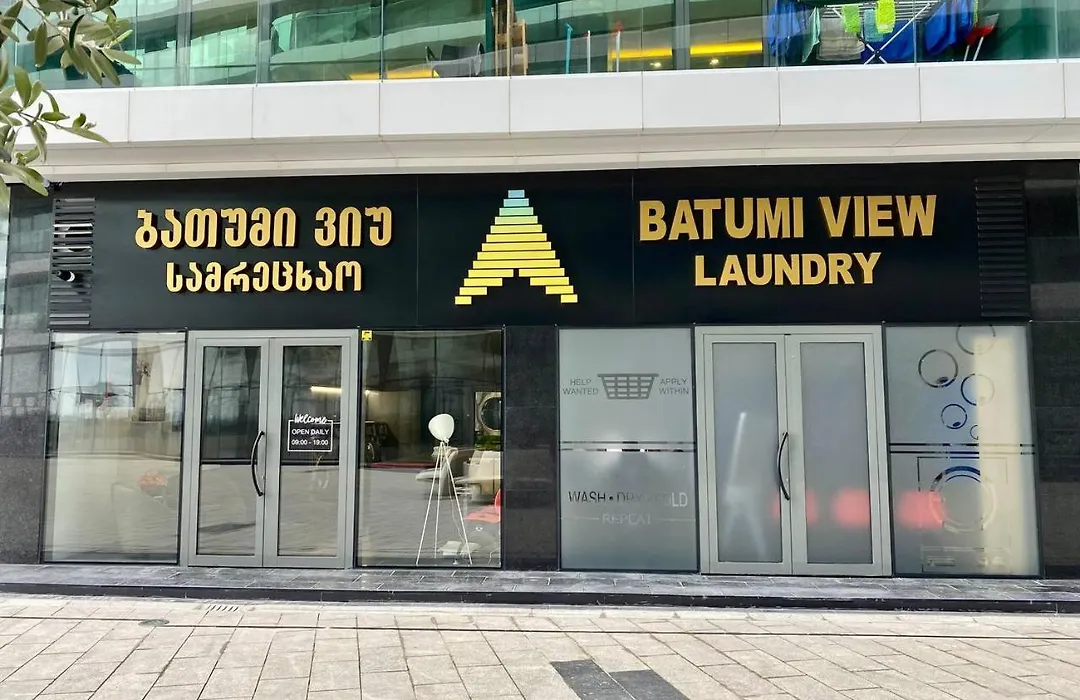 ბათუმი ვიუ
სამრეცხაო
BATUMI VIEW
LAUNDRY
Welcome
OPEN DAILY
09:00 - 19:00
HELP
WANTED
APPLY
WITHIN
WASH • DRY • FOLD
REPEAT